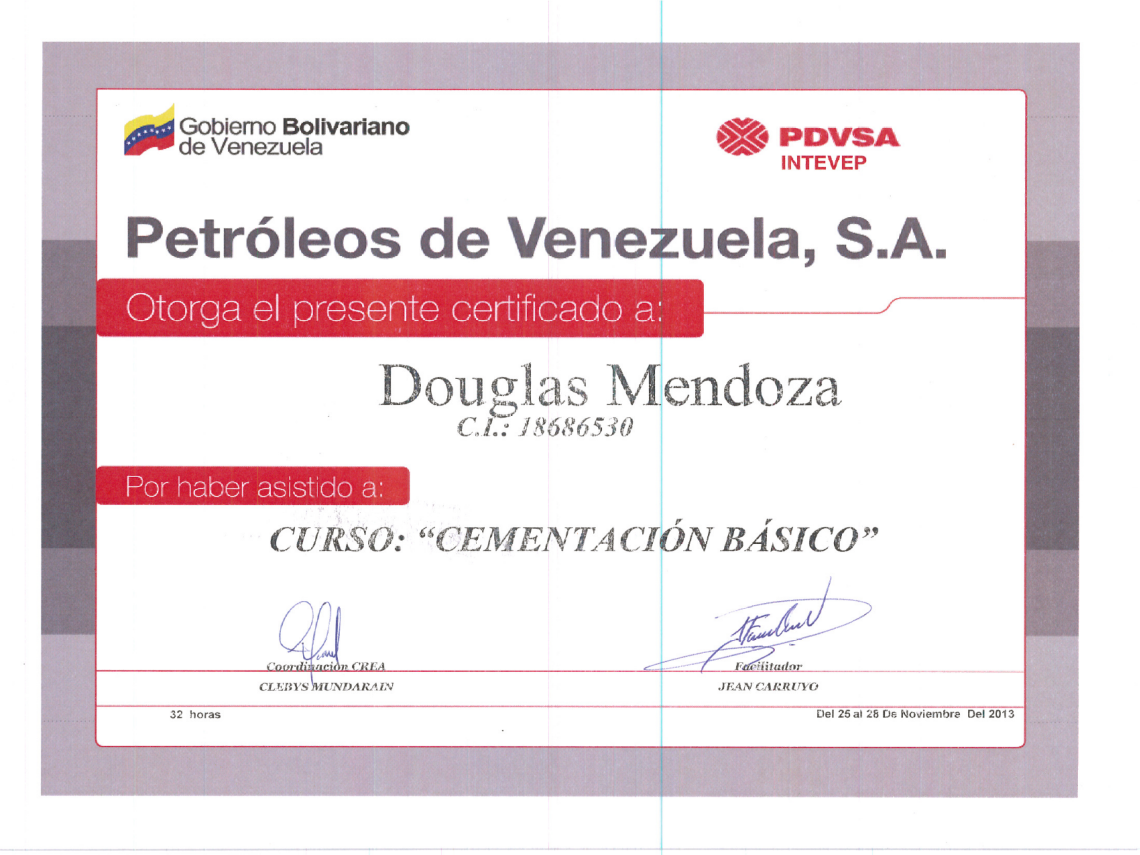 Gobierno Bolivariano
de Venezuela
PDVSA
INTEVEP
Petróleos de Venezuela, S.A.
Otorga el presente certificado a:
Douglas Mendoza
C.I.: 18686530
Por haber asistido a:
CURSO: “CEMENTACIÓN BÁSICO”
Coordinación CREA
CLEBYS MUNDARAIN
Facilitador
JEAN CARRUYO
32 horas
Del 25 al 28 De Noviembre Del 2013